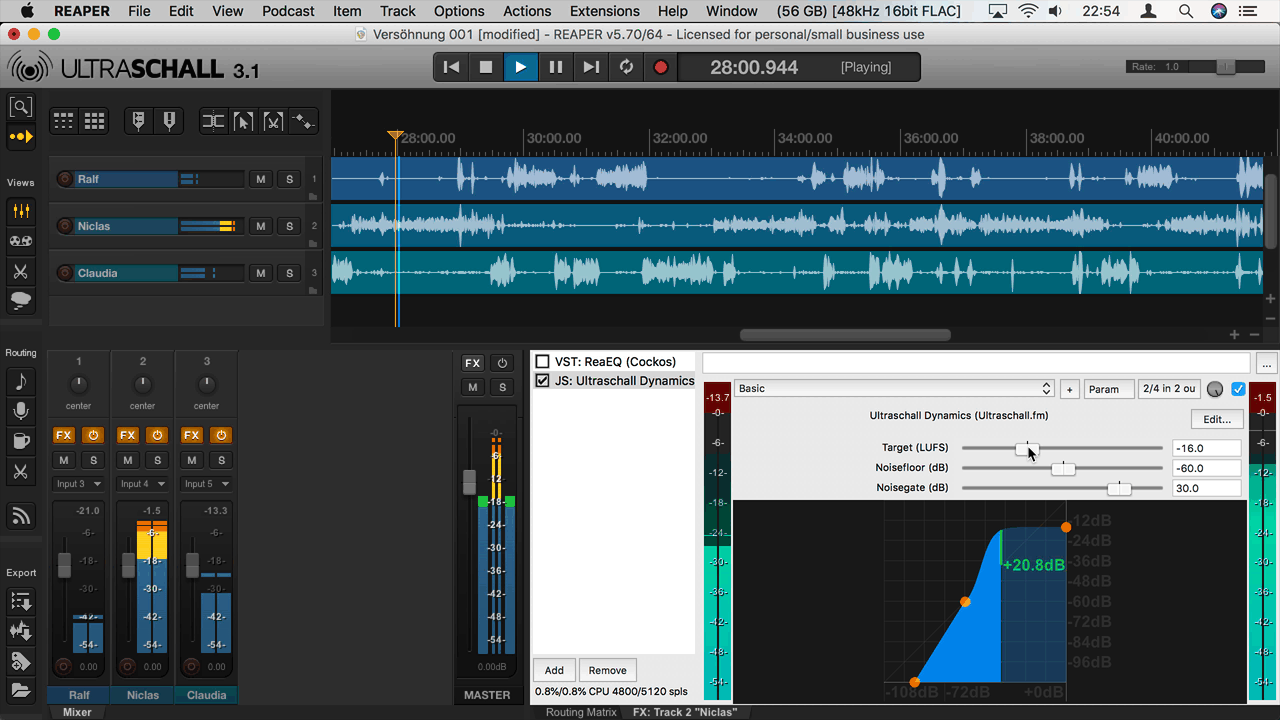 REAPER File Edit View Podcast Item Track Options Actions Extensions Help Window (56 GB) [48kHz 16bit FLAC] 22:54
Versöhnung 001 [modified] - REAPER v5.70/64 - Licensed for personal/small business use
ULTRASCHALL 3.1
28:00.944 [Playing]
Rate: 1.0
28:00.00 30:00.00 32:00.00 34:00.00 36:00.00 38:00.00 40:00.00
Views
Ralf M S 1
Niclas M S 2
Claudia M S 3
Routing
Export
1 2 3
center center center
FX FX FX
M S M S M S
Input 3 Input 4 Input 5
-21.0 -1.5 -13.3
-6- -6- -6-
-18- -18- -18-
-30- -30- -30-
-42- -42- -42-
-54- -54- -54-
0.00 0.00 0.00
Ralf Niclas Claudia
Mixer
FX
M S
-0-
-6-
-12-
-18-
-24-
-30-
-36-
-42-
-48-
-54-
0.00dB
MASTER
VST: ReaEQ (Cockos)
JS: Ultraschall Dynamics
Add Remove
0.8%/0.8% CPU 4800/5120 spls
Routing Matrix FX: Track 2 "Niclas"
...
Basic + Param 2/4 in 2 ou
Ultraschall Dynamics (Ultraschall.fm)
Edit...
Target (LUFS) -16.0
Noisefloor (dB) -60.0
Noisegate (dB) 30.0
-13.7 -1.5
-0- -0-
-6- -6-
-12- -12-
-18- -18-
-24- -24-
-30- -30-
-36- -36-
-42- -42-
-48- -48-
-54- -54-
-12dB
-24dB
-36dB
-48dB
-60dB
-72dB
-84dB
-96dB
+20.8dB
-108dB -72dB +0dB